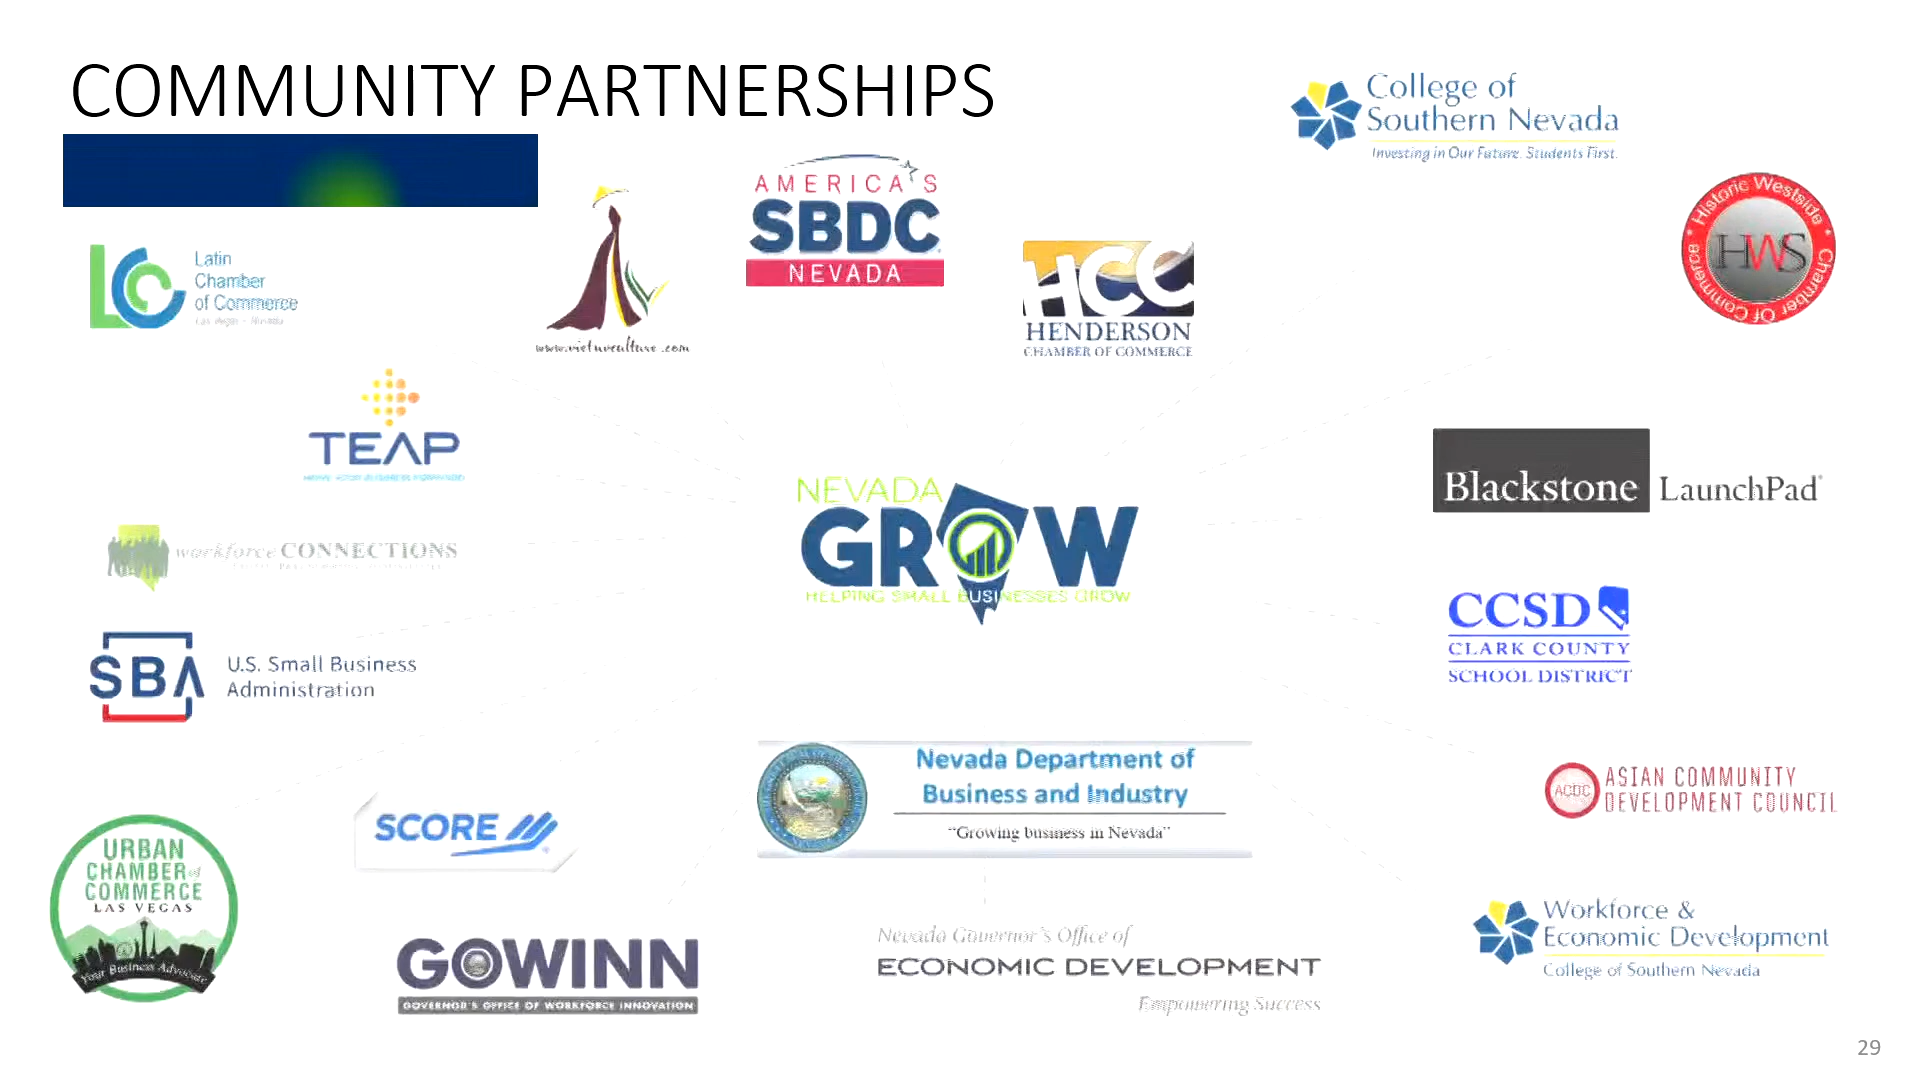 COMMUNITY PARTNERSHIPS
College of
Southern Nevada
Investing in Our Future. Students First.
AMERICA'S
SBDC
NEVADA
Historic Westside
Chamber Of Commerce
HWS
HCC
HENDERSON
CHAMBER OF COMMERCE
Latin
Chamber
of Commerce
Las Vegas - Nevada
TEAP
Blackstone LaunchPad
NEVADA
GROW
HELPING SMALL BUSINESSES GROW
workforce CONNECTIONS
CCSD
CLARK COUNTY
SCHOOL DISTRICT
SBA
U.S. Small Business
Administration
Nevada Department of
Business and Industry
"Growing business in Nevada"
ACDC
ASIAN COMMUNITY
DEVELOPMENT COUNCIL
SCORE
URBAN
CHAMBER of
COMMERCE
LAS VEGAS
Your Business Advocate
GOWINN
GOVERNOR'S OFFICE OF WORKFORCE INNOVATION
Nevada Governor's Office of
ECONOMIC DEVELOPMENT
Empowering Success
Workforce &
Economic Development
College of Southern Nevada
29